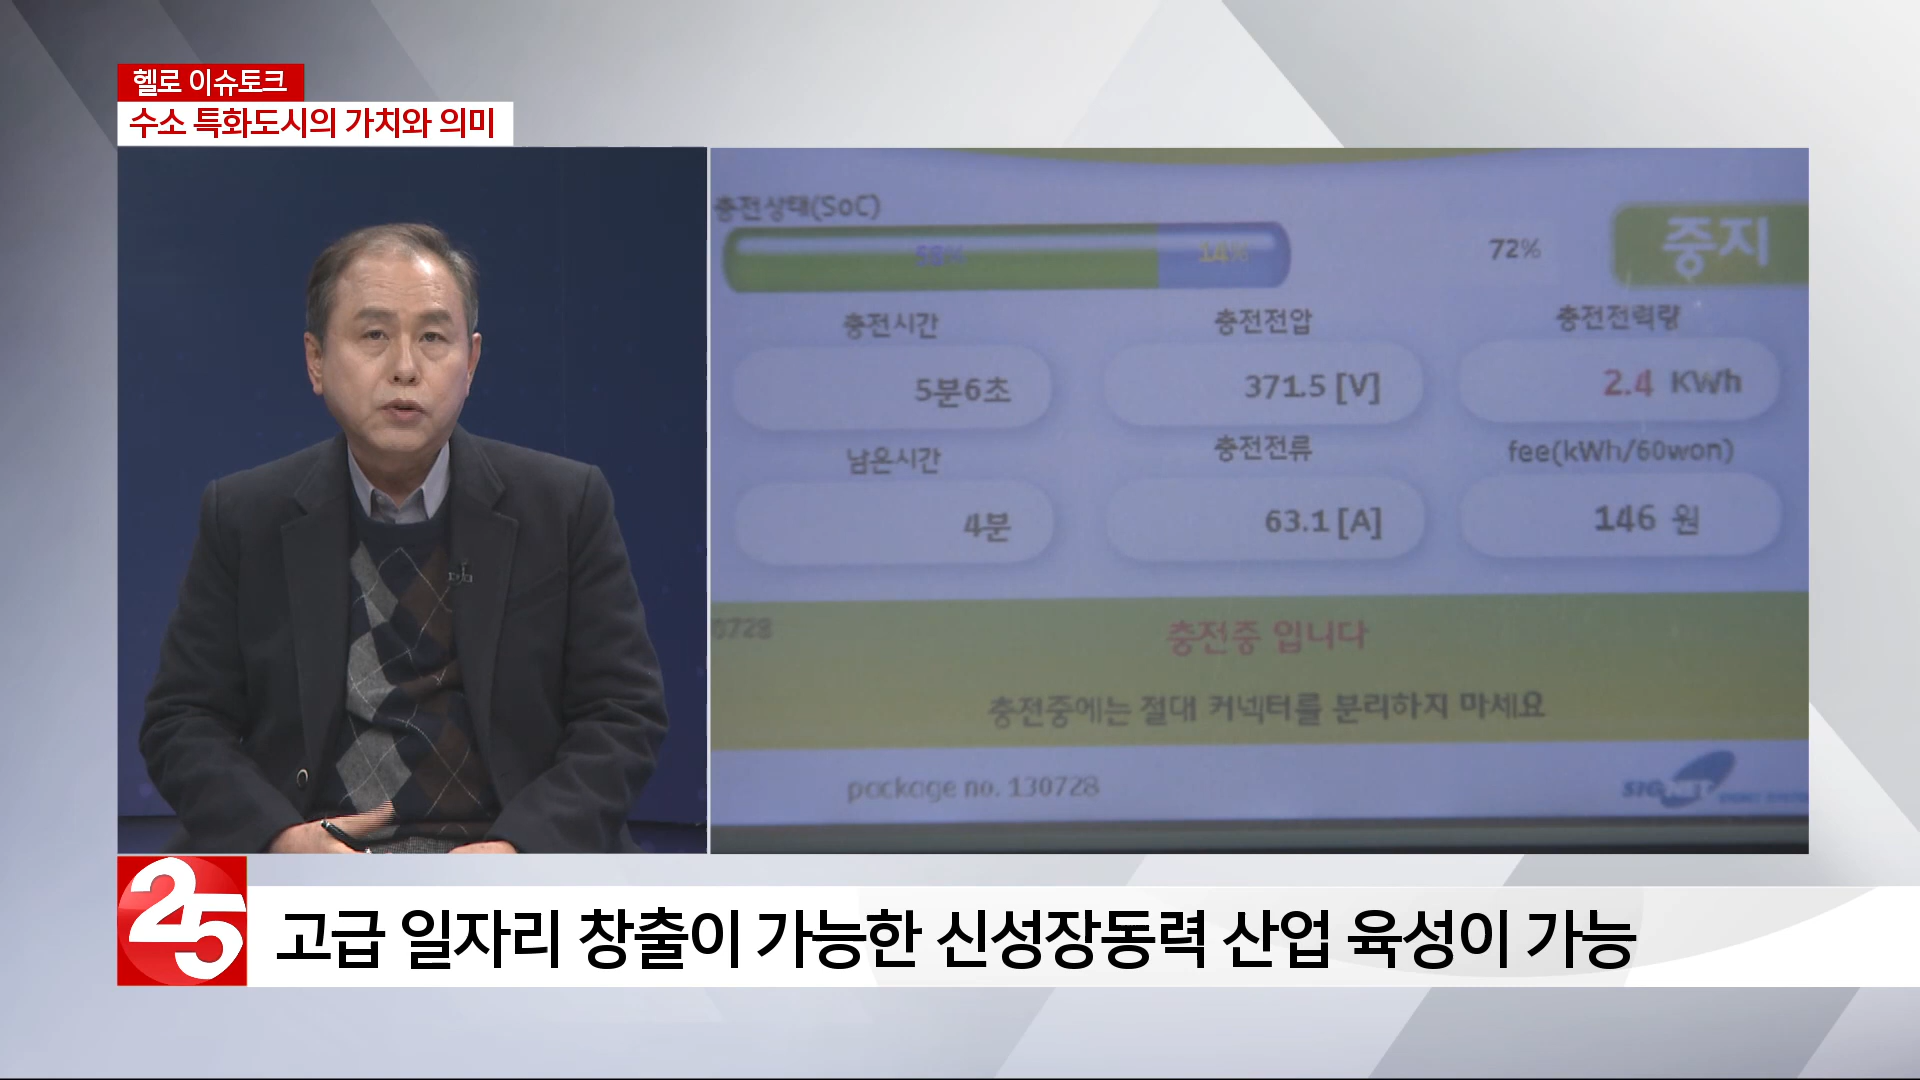 헬로 이슈토크
수소 특화도시의 가치와 의미
충전상태(SoC)
58% 14% 72% 중지
충전시간 충전전압 충전전력량
5분6초 371.5 [V] 2.4 KWh
남은시간 충전전류 fee(kWh/60won)
4분 63.1 [A] 146 원
0728
충전중 입니다
충전중에는 절대 커넥터를 분리하지 마세요
package no. 130728
SIGNET
25
고급 일자리 창출이 가능한 신성장동력 산업 육성이 가능